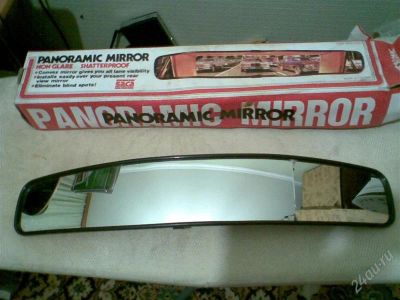 PANORAMIC MIRROR
NON GLARE SHATTERPROOF
•Convex mirror gives you all lane visibility
•Installs easily over your present rear
view mirror
•Eliminate blind spots!
SAGA
PANORAMIC MIRROR
PANORAMIC MIRROR
24au.ru